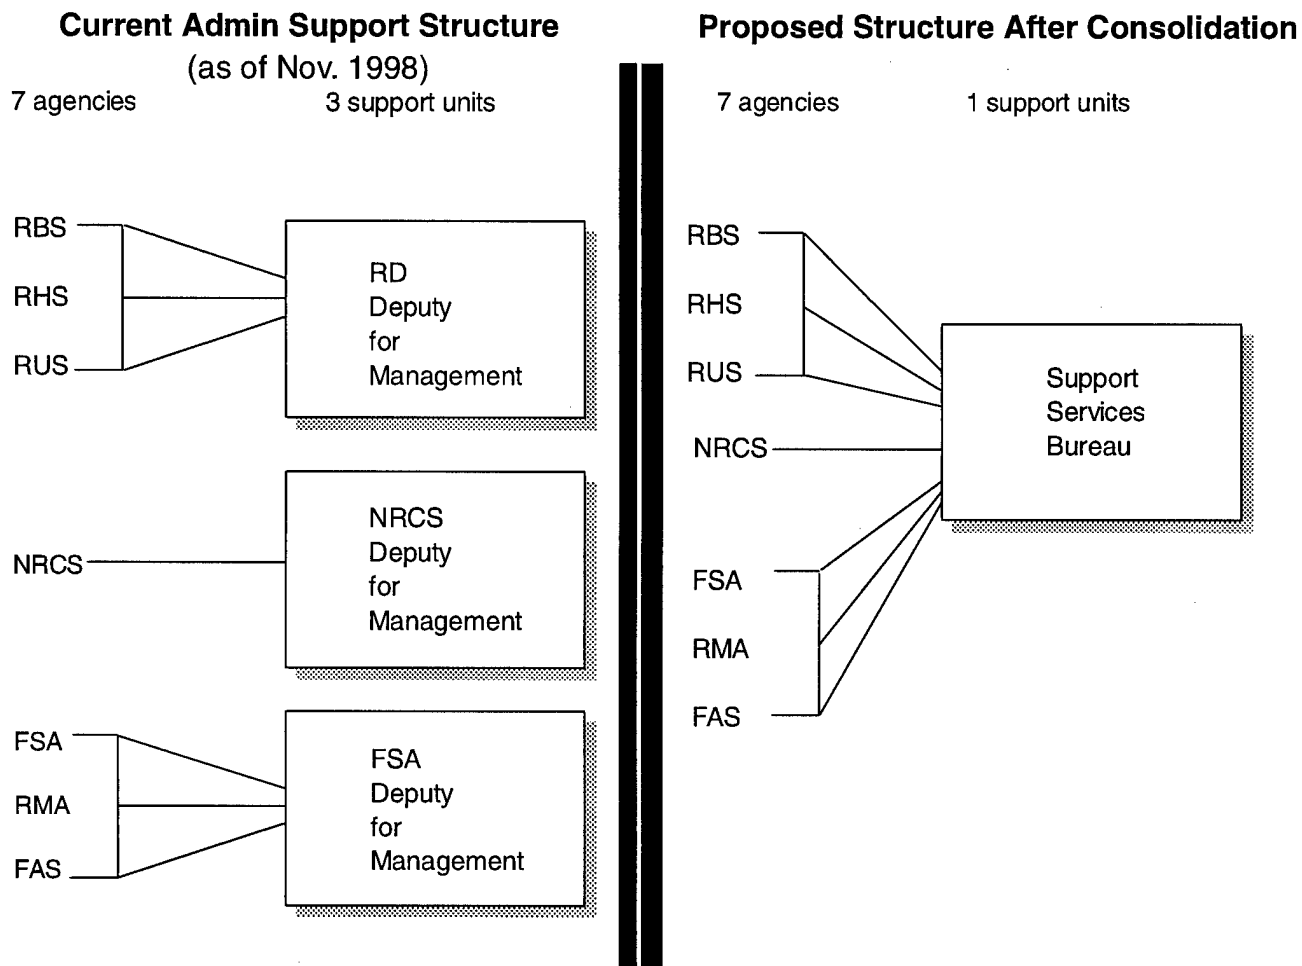 Current Admin Support Structure
(as of Nov. 1998)
7 agencies
3 support units
RBS
RHS
RUS
RD
Deputy
for
Management
NRCS
NRCS
Deputy
for
Management
FSA
RMA
FAS
FSA
Deputy
for
Management
Proposed Structure After Consolidation
7 agencies
1 support units
RBS
RHS
RUS
NRCS
FSA
RMA
FAS
Support
Services
Bureau